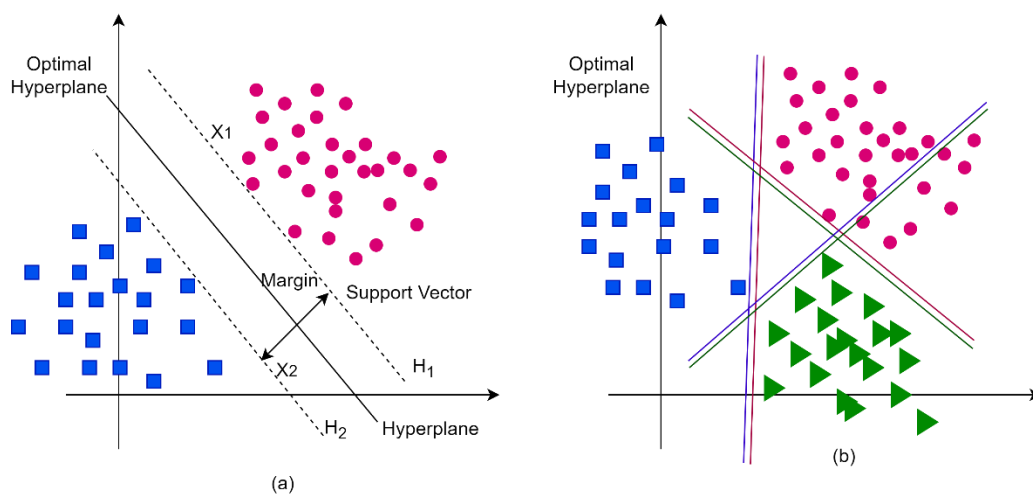 Optimal
Hyperplane
X1
Margin
Support Vector
X2
H1
H2
Hyperplane
(a)
Optimal
Hyperplane
(b)